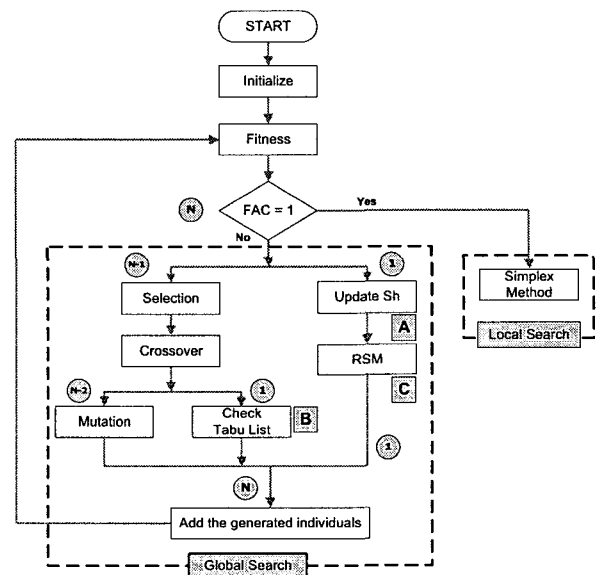 START
Initialize
Fitness
N
FAC = 1
Yes
No
N-1
1
Selection
Update Sh
Simplex
Method
A
Local Search
Crossover
RSM
C
N-2
1
Mutation
Check
Tabu List
B
1
N
Add the generated individuals
Global Search